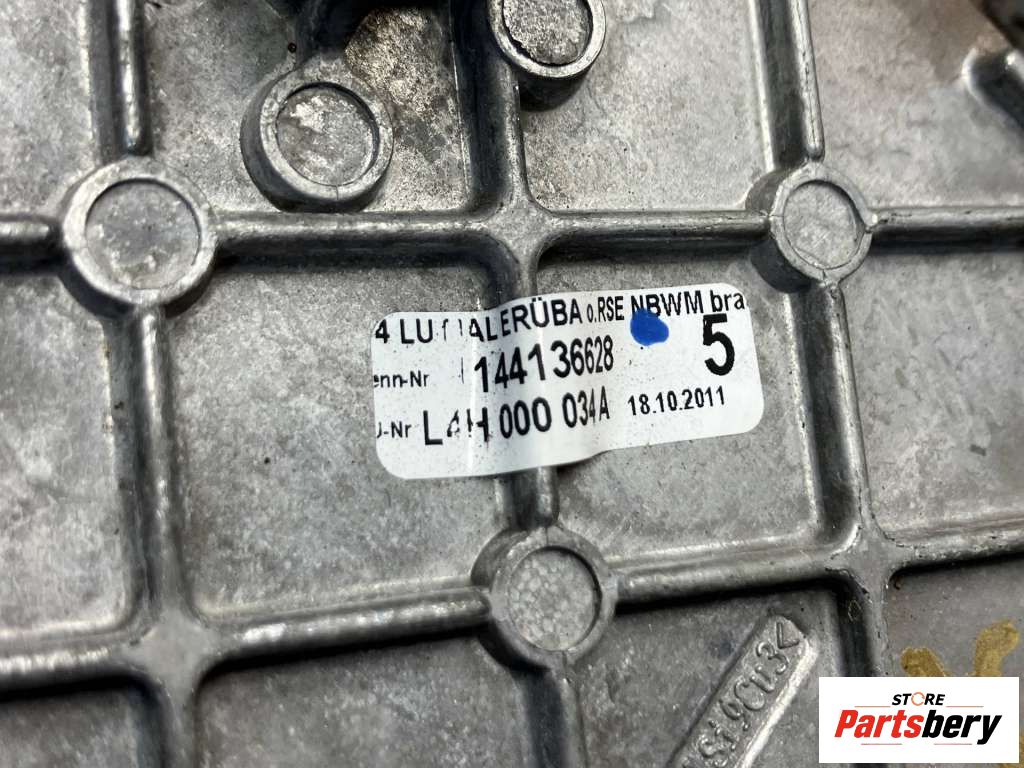 4 LU ALERÜBA o.RSE NBWM bra
enn-Nr 144136628 5
-Nr L4H 000 034A 18.10.2011
Si9Cu3<
STORE
Partsbery